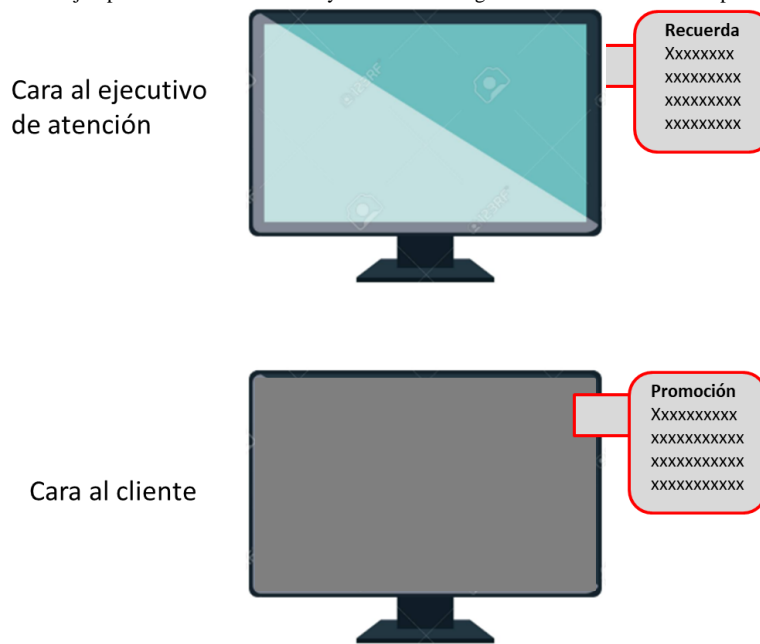 Cara al ejecutivo
de atención
Recuerda
Xxxxxxxx
xxxxxxxxx
xxxxxxxxx
xxxxxxxxx
Cara al cliente
Promoción
Xxxxxxxxxx
xxxxxxxxxxx
xxxxxxxxxxx
xxxxxxxxxxx